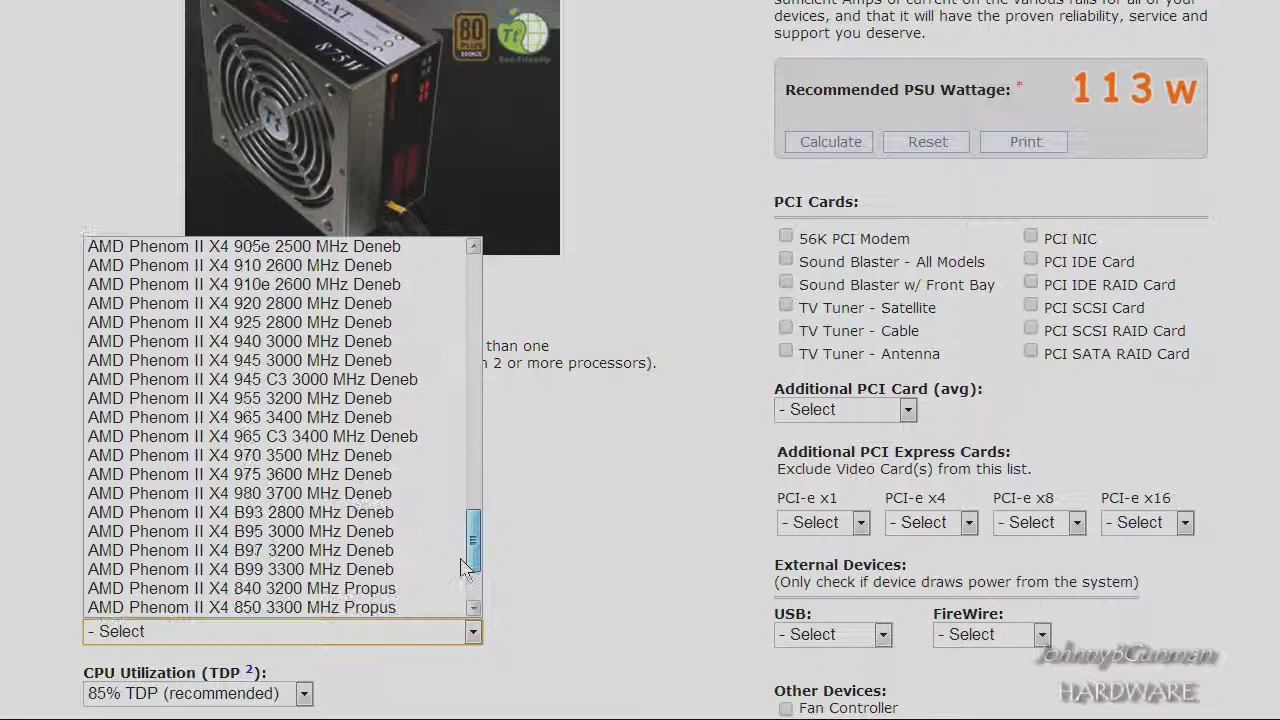 875W
80
PLUS
BRONZE
Tt
Eco-Friendly
Tt
AMD Phenom II X4 905e 2500 MHz Deneb
AMD Phenom II X4 910 2600 MHz Deneb
AMD Phenom II X4 910e 2600 MHz Deneb
AMD Phenom II X4 920 2800 MHz Deneb
AMD Phenom II X4 925 2800 MHz Deneb
AMD Phenom II X4 940 3000 MHz Deneb
AMD Phenom II X4 945 3000 MHz Deneb
AMD Phenom II X4 945 C3 3000 MHz Deneb
AMD Phenom II X4 955 3200 MHz Deneb
AMD Phenom II X4 965 3400 MHz Deneb
AMD Phenom II X4 965 C3 3400 MHz Deneb
AMD Phenom II X4 970 3500 MHz Deneb
AMD Phenom II X4 975 3600 MHz Deneb
AMD Phenom II X4 980 3700 MHz Deneb
AMD Phenom II X4 B93 2800 MHz Deneb
AMD Phenom II X4 B95 3000 MHz Deneb
AMD Phenom II X4 B97 3200 MHz Deneb
AMD Phenom II X4 B99 3300 MHz Deneb
AMD Phenom II X4 840 3200 MHz Propus
AMD Phenom II X4 850 3300 MHz Propus
- Select
than one
2 or more processors).
CPU Utilization (TDP 2):
85% TDP (recommended)
sufficient Amps of current on the various rails for all of your
devices, and that it will have the proven reliability, service and
support you deserve.
Recommended PSU Wattage: * 113 W
Calculate Reset Print
PCI Cards:
56K PCI Modem PCI NIC
Sound Blaster - All Models PCI IDE Card
Sound Blaster w/ Front Bay PCI IDE RAID Card
TV Tuner - Satellite PCI SCSI Card
TV Tuner - Cable PCI SCSI RAID Card
TV Tuner - Antenna PCI SATA RAID Card
Additional PCI Card (avg):
- Select
Additional PCI Express Cards:
Exclude Video Card(s) from this list.
PCI-e x1 PCI-e x4 PCI-e x8 PCI-e x16
- Select - Select - Select - Select
External Devices:
(Only check if device draws power from the system)
USB: FireWire:
- Select - Select
JohnnyBGunman
HARDWARE
Other Devices:
Fan Controller